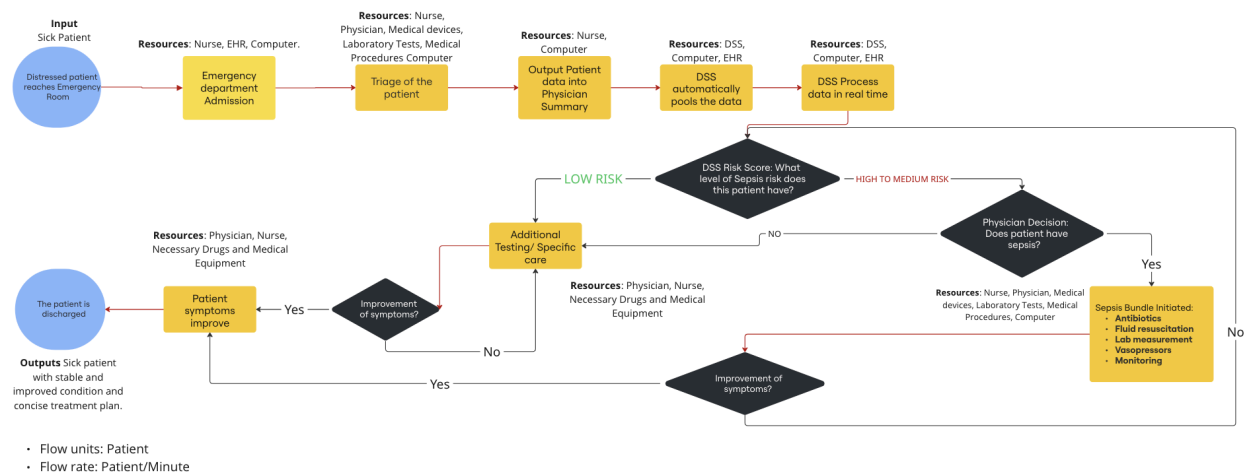 Input
Sick Patient
Distressed patient
reaches Emergency
Room
Resources: Nurse, EHR, Computer.
Emergency
department
Admission
Resources: Nurse,
Physician, Medical devices,
Laboratory Tests, Medical
Procedures Computer
Triage of the
patient
Resources: Nurse,
Computer
Output Patient
data into
Physician
Summary
Resources: DSS,
Computer, EHR
DSS
automatically
pools the data
Resources: DSS,
Computer, EHR
DSS Process
data in real time
DSS Risk Score: What
level of Sepsis risk does
this patient have?
LOW RISK
HIGH TO MEDIUM RISK
Physician Decision:
Does patient have
sepsis?
NO
Yes
Additional
Testing/ Specific
care
Resources: Physician, Nurse,
Necessary Drugs and Medical
Equipment
Resources: Nurse, Physician, Medical
devices, Laboratory Tests, Medical
Procedures, Computer
Sepsis Bundle Initiated:
• Antibiotics
• Fluid resuscitation
• Lab measurement
• Vasopressors
• Monitoring
No
Improvement of
symptoms?
Yes
Improvement
of symptoms?
No
Yes
Resources: Physician, Nurse,
Necessary Drugs and Medical
Equipment
Patient
symptoms
improve
The patient is
discharged
Outputs Sick patient
with stable and
improved condition and
concise treatment plan.
• Flow units: Patient
• Flow rate: Patient/Minute